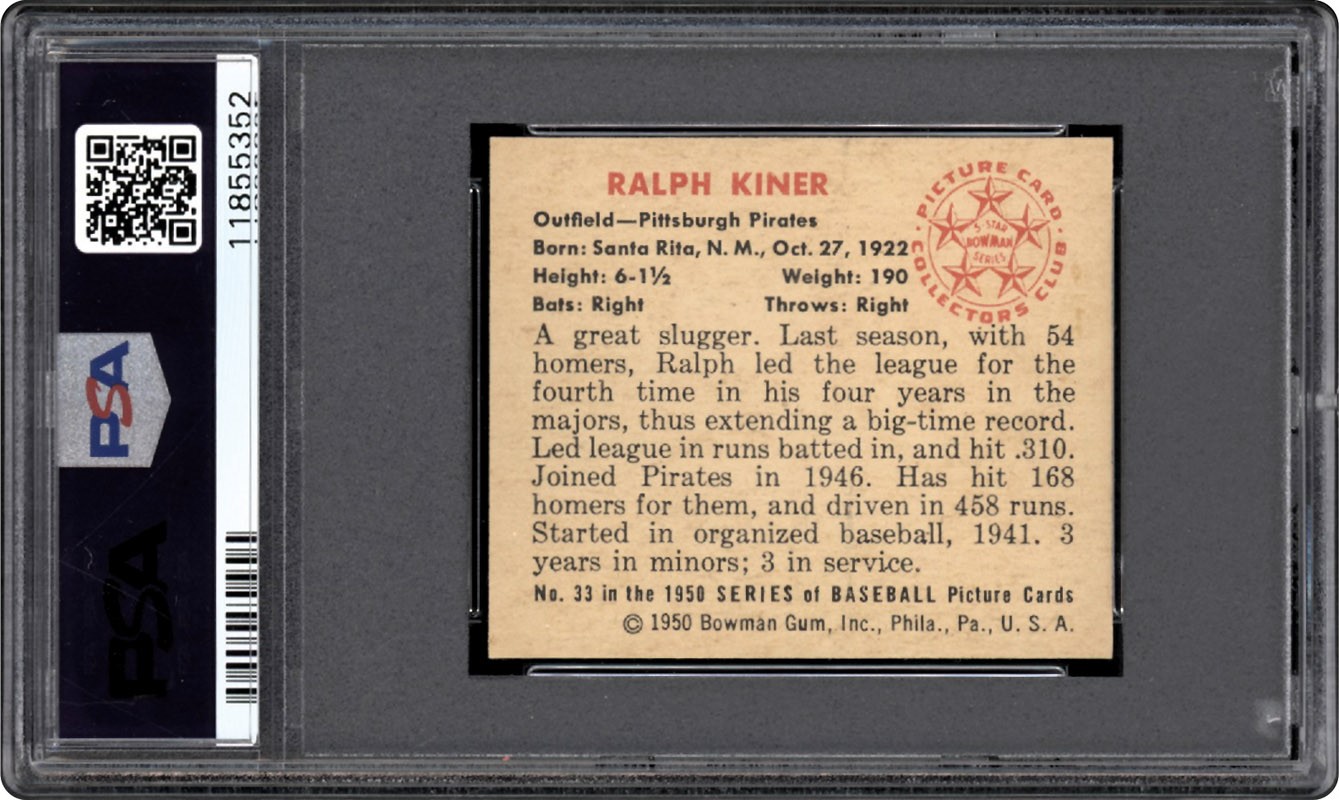 11855352
PSA
PSA
RALPH KINER
Outfield—Pittsburgh Pirates
Born: Santa Rita, N. M., Oct. 27, 1922
Height: 6-1½ Weight: 190
Bats: Right Throws: Right
PICTURE CARD
COLLECTORS CLUB
5-STAR
BOWMAN
SERIES
A great slugger. Last season, with 54
homers, Ralph led the league for the
fourth time in his four years in the
majors, thus extending a big-time record.
Led league in runs batted in, and hit .310.
Joined Pirates in 1946. Has hit 168
homers for them, and driven in 458 runs.
Started in organized baseball, 1941. 3
years in minors; 3 in service.
No. 33 in the 1950 SERIES of BASEBALL Picture Cards
© 1950 Bowman Gum, Inc., Phila., Pa., U. S. A.